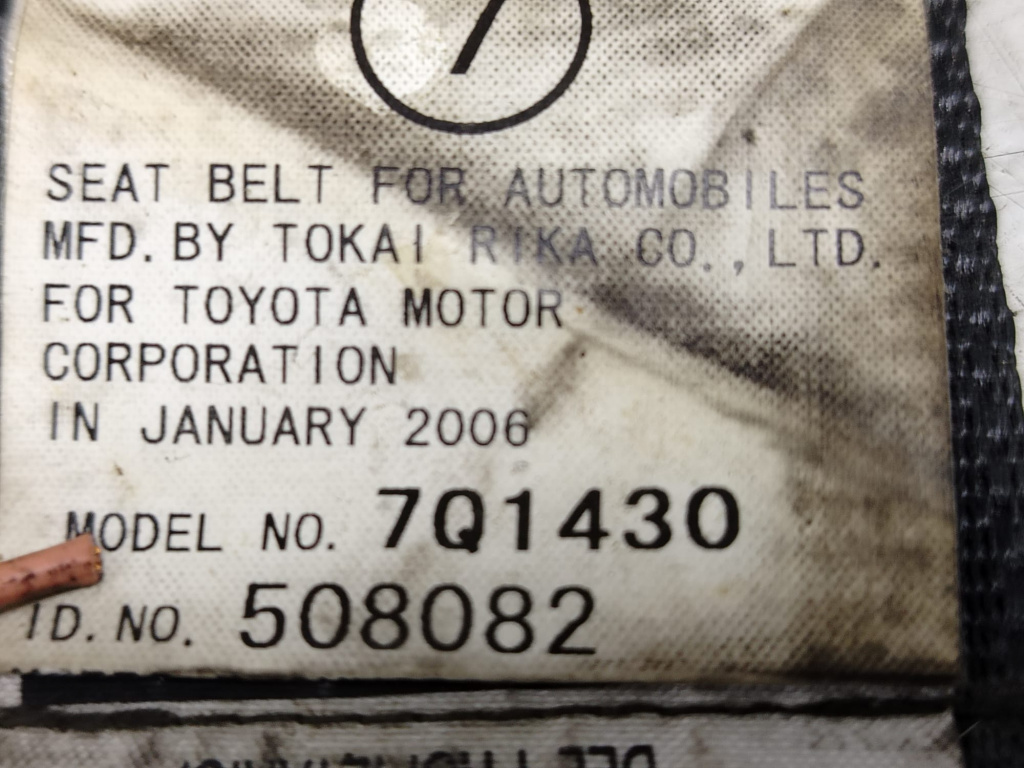 SEAT BELT FOR AUTOMOBILES
MFD. BY TOKAI RIKA CO., LTD.
FOR TOYOTA MOTOR
CORPORATION
IN JANUARY 2006
MODEL NO. 7Q1430
ID. NO. 508082